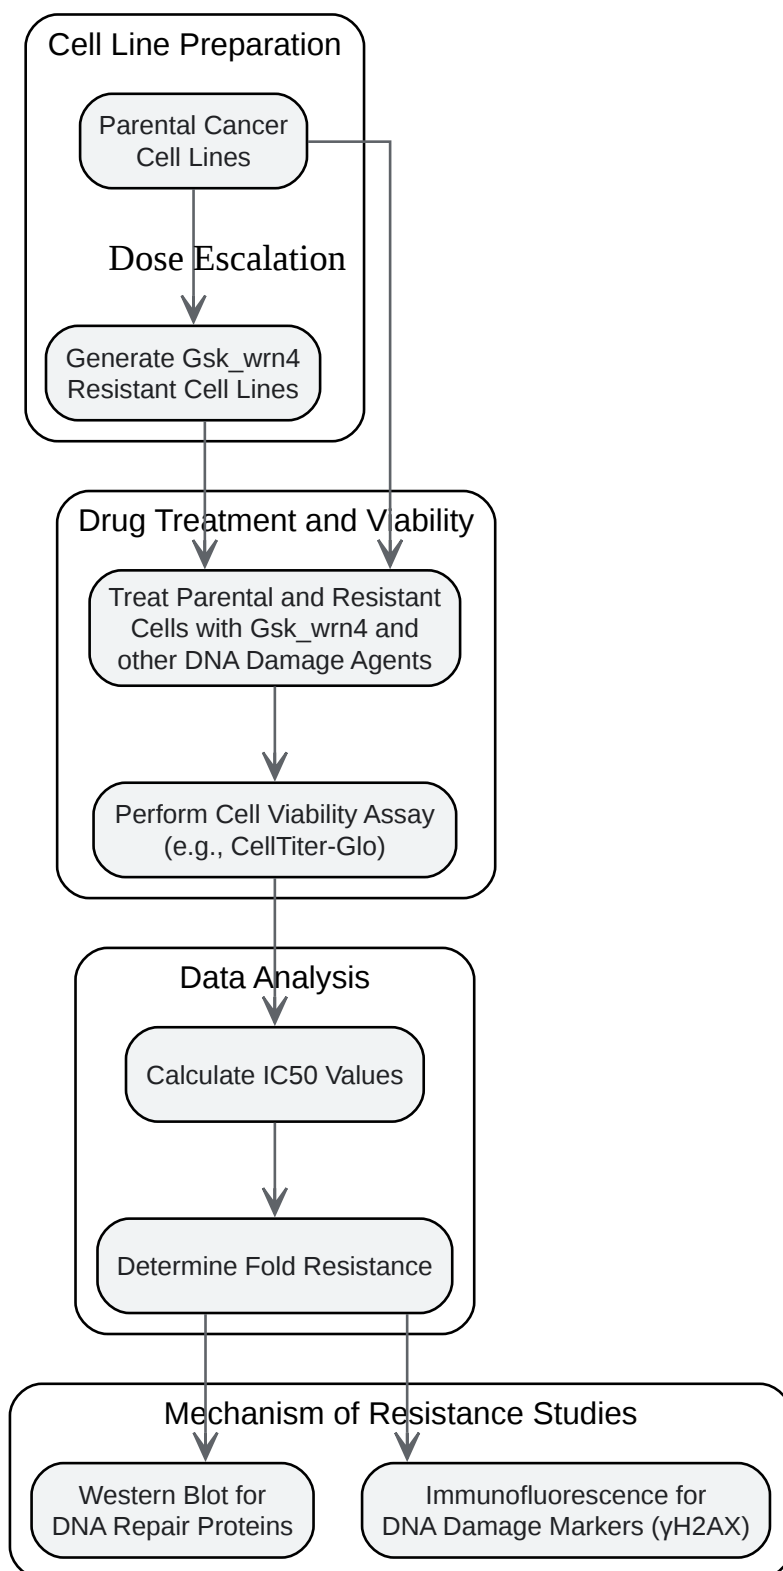 Cell Line Preparation
Parental Cancer
Cell Lines
Dose Escalation
Generate Gsk_wrn4
Resistant Cell Lines
Drug Treatment and Viability
Treat Parental and Resistant
Cells with Gsk_wrn4 and
other DNA Damage Agents
Perform Cell Viability Assay
(e.g., CellTiter-Glo)
Data Analysis
Calculate IC50 Values
Determine Fold Resistance
Mechanism of Resistance Studies
Western Blot for
DNA Repair Proteins
Immunofluorescence for
DNA Damage Markers (γH2AX)